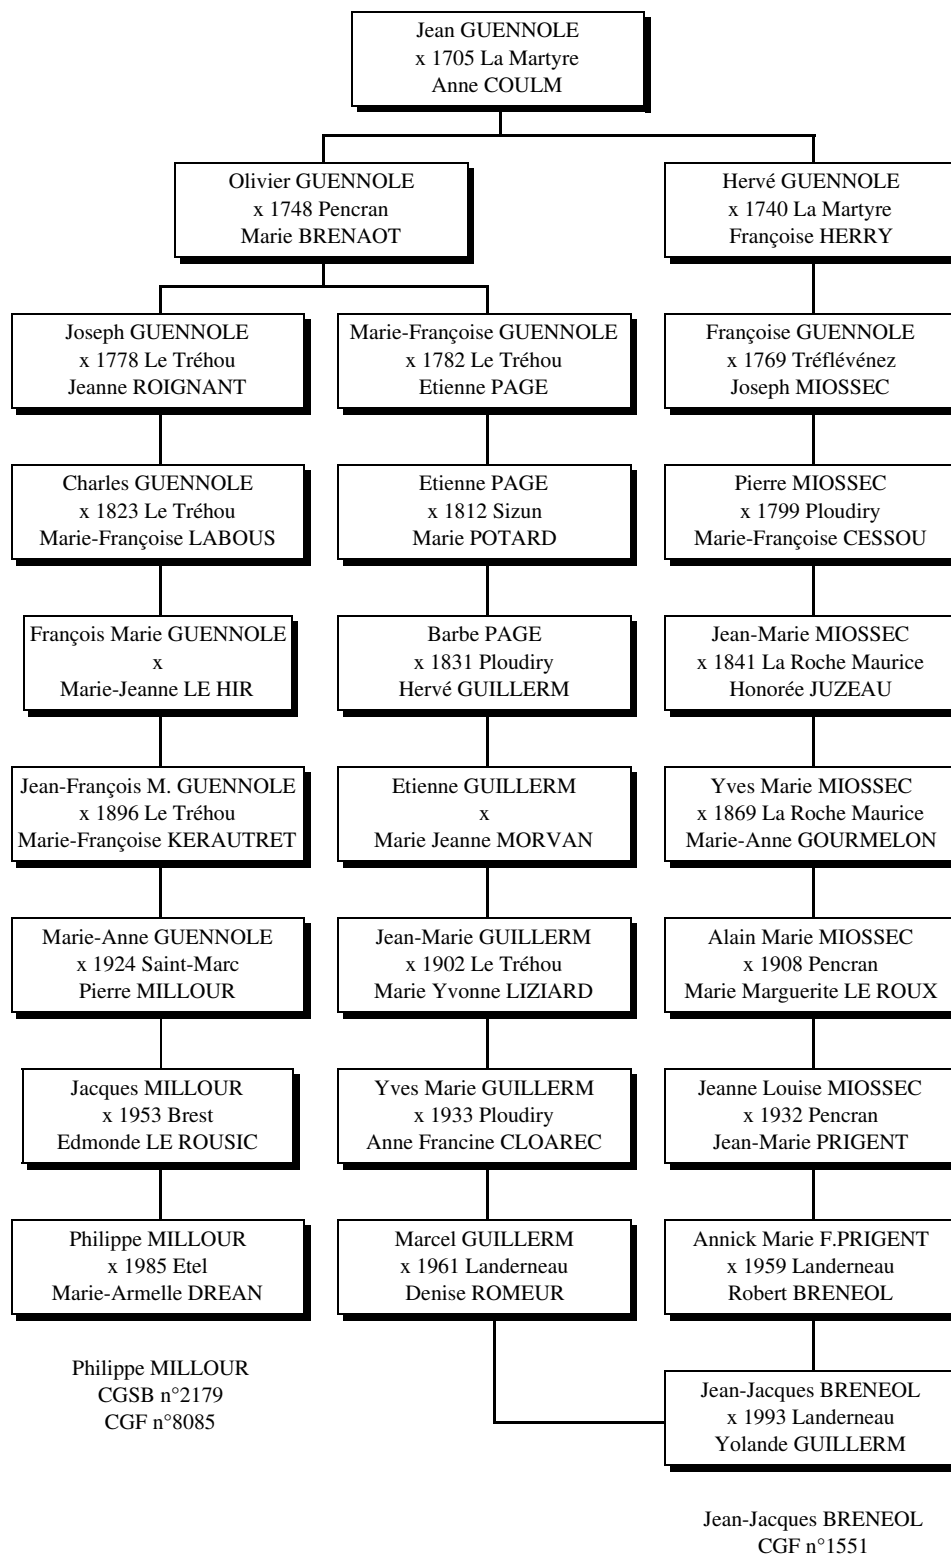 Jean GUENNOLE
x 1705 La Martyre
Anne COULM
Olivier GUENNOLE
x 1748 Pencran
Marie BRENAOT
Hervé GUENNOLE
x 1740 La Martyre
Françoise HERRY
Joseph GUENNOLE
x 1778 Le Tréhou
Jeanne ROIGNANT
Marie-Françoise GUENNOLE
x 1782 Le Tréhou
Etienne PAGE
Françoise GUENNOLE
x 1769 Tréflévénez
Joseph MIOSSEC
Charles GUENNOLE
x 1823 Le Tréhou
Marie-Françoise LABOUS
Etienne PAGE
x 1812 Sizun
Marie POTARD
Pierre MIOSSEC
x 1799 Ploudiry
Marie-Françoise CESSOU
François Marie GUENNOLE
x
Marie-Jeanne LE HIR
Barbe PAGE
x 1831 Ploudiry
Hervé GUILLERM
Jean-Marie MIOSSEC
x 1841 La Roche Maurice
Honorée JUZEAU
Jean-François M. GUENNOLE
x 1896 Le Tréhou
Marie-Françoise KERAUTRET
Etienne GUILLERM
x
Marie Jeanne MORVAN
Yves Marie MIOSSEC
x 1869 La Roche Maurice
Marie-Anne GOURMELON
Marie-Anne GUENNOLE
x 1924 Saint-Marc
Pierre MILLOUR
Jean-Marie GUILLERM
x 1902 Le Tréhou
Marie Yvonne LIZIARD
Alain Marie MIOSSEC
x 1908 Pencran
Marie Marguerite LE ROUX
Jacques MILLOUR
x 1953 Brest
Edmonde LE ROUSIC
Yves Marie GUILLERM
x 1933 Ploudiry
Anne Francine CLOAREC
Jeanne Louise MIOSSEC
x 1932 Pencran
Jean-Marie PRIGENT
Philippe MILLOUR
x 1985 Etel
Marie-Armelle DREAN
Marcel GUILLERM
x 1961 Landerneau
Denise ROMEUR
Annick Marie F.PRIGENT
x 1959 Landerneau
Robert BRENEOL
Philippe MILLOUR
CGSB n°2179
CGF n°8085
Jean-Jacques BRENEOL
x 1993 Landerneau
Yolande GUILLERM
Jean-Jacques BRENEOL
CGF n°1551